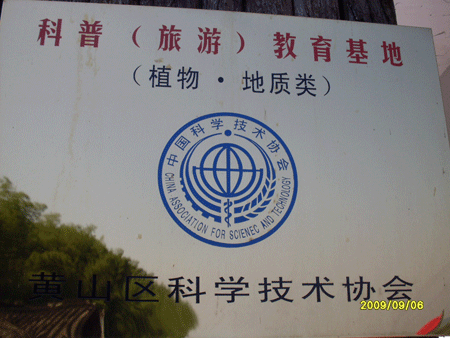 科普（旅游）教育基地
（植物·地质类）
中国科学技术协会
CHINA ASSOCIATION FOR SCIENEC AND TECHNOLOGY
黄山区科学技术协会
2009/09/06